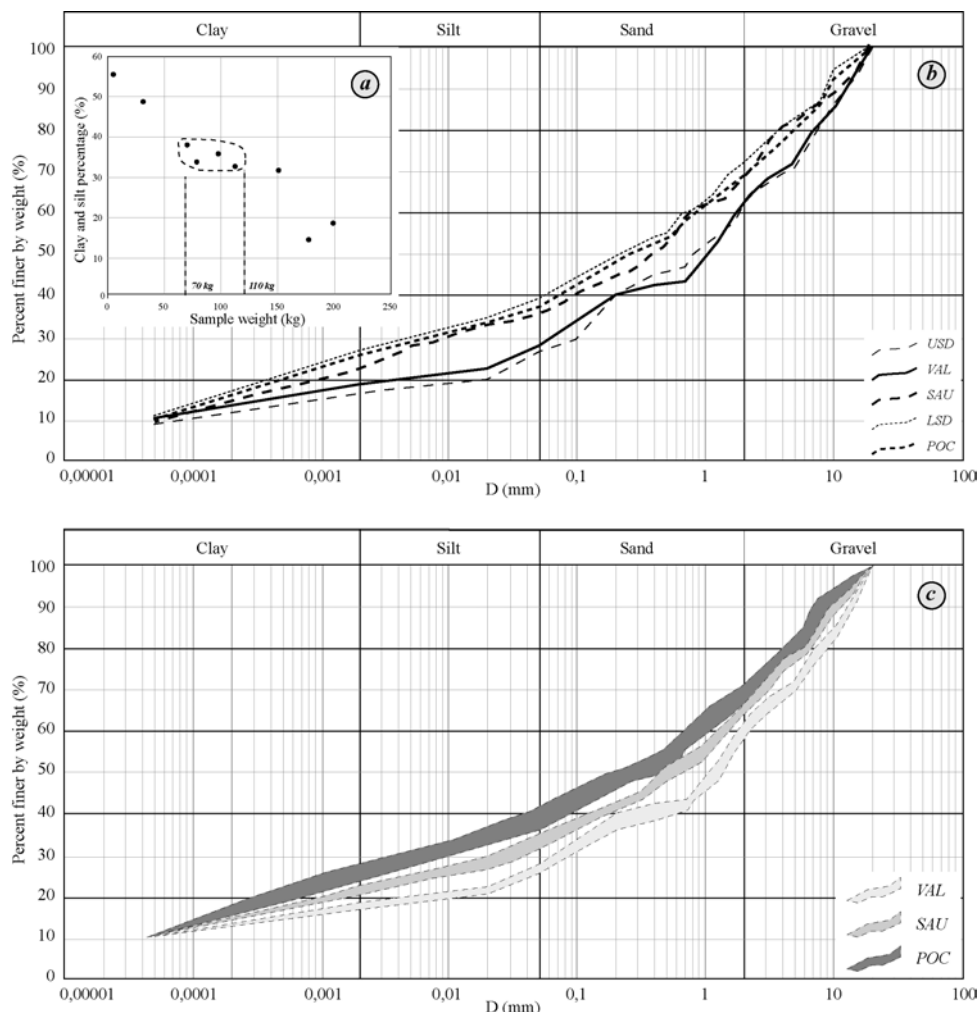 Clay Silt Sand Gravel
Percent finer by weight (%)
100
90
80
70
60
50
40
30
20
10
0
a
Clay and silt percentage (%)
60
50
40
30
20
60
0
70 kg 110 kg
0 50 100 150 200 250
Sample weight (kg)
b
USD
VAL
SAU
LSD
POC
0,00001 0,0001 0,001 0,01 0,1 1 10 100
D (mm)
Clay Silt Sand Gravel
Percent finer by weight (%)
100
90
80
70
60
50
40
30
20
10
0
c
VAL
SAU
POC
0,00001 0,0001 0,001 0,01 0,1 1 10 100
D (mm)